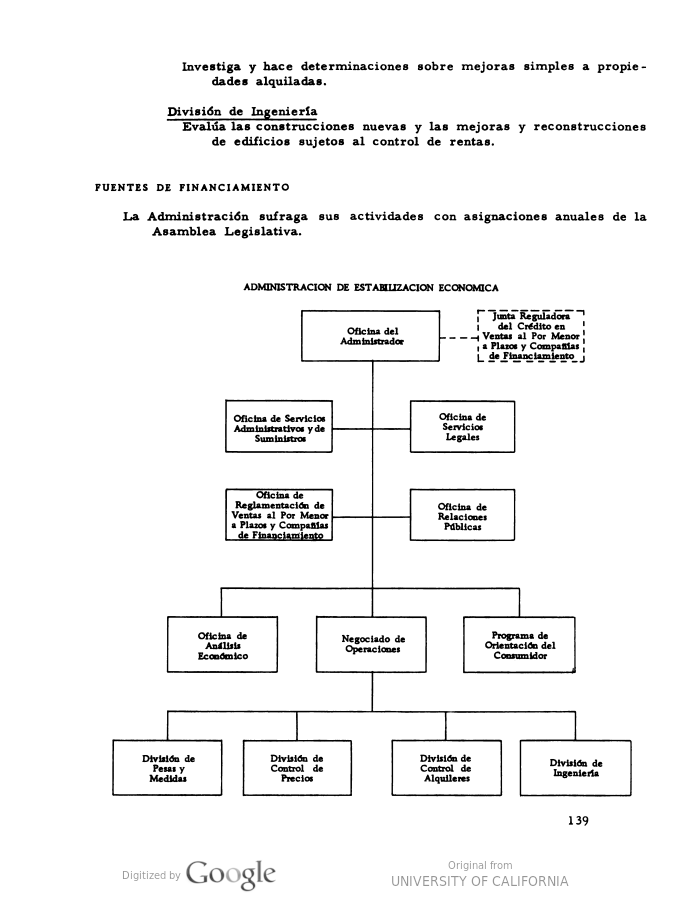 Investiga y hace determinaciones sobre mejoras simples a propie-
dades alquiladas.
División de Ingeniería
Evalúa las construcciones nuevas y las mejoras y reconstrucciones
de edificios sujetos al control de rentas.
FUENTES DE FINANCIAMIENTO
La Administración sufraga sus actividades con asignaciones anuales de la
Asamblea Legislativa.
ADMINISTRACION DE ESTABILIZACION ECONOMICA
Oficina del
Administrador
Junta Reguladora
del Crédito en
Ventas al Por Menor
a Plazos y Compañías
de Financiamiento
Oficina de Servicios
Administrativos y de
Suministros
Oficina de
Servicios
Legales
Oficina de
Reglamentación de
Ventas al Por Menor
a Plazos y Compañías
de Financiamiento
Oficina de
Relaciones
Públicas
Oficina de
Análisis
Económico
Negociado de
Operaciones
Programa de
Orientación del
Consumidor
División de
Pesas y
Medidas
División de
Control de
Precios
División de
Control de
Alquileres
División de
Ingeniería
139
Digitized by Google
Original from
UNIVERSITY OF CALIFORNIA